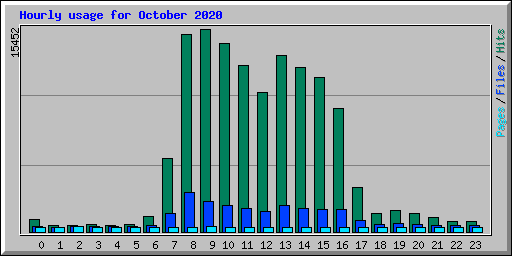 Hourly usage for October 2020
15452
Pages/Files/Hits
0 1 2 3 4 5 6 7 8 9 10 11 12 13 14 15 16 17 18 19 20 21 22 23